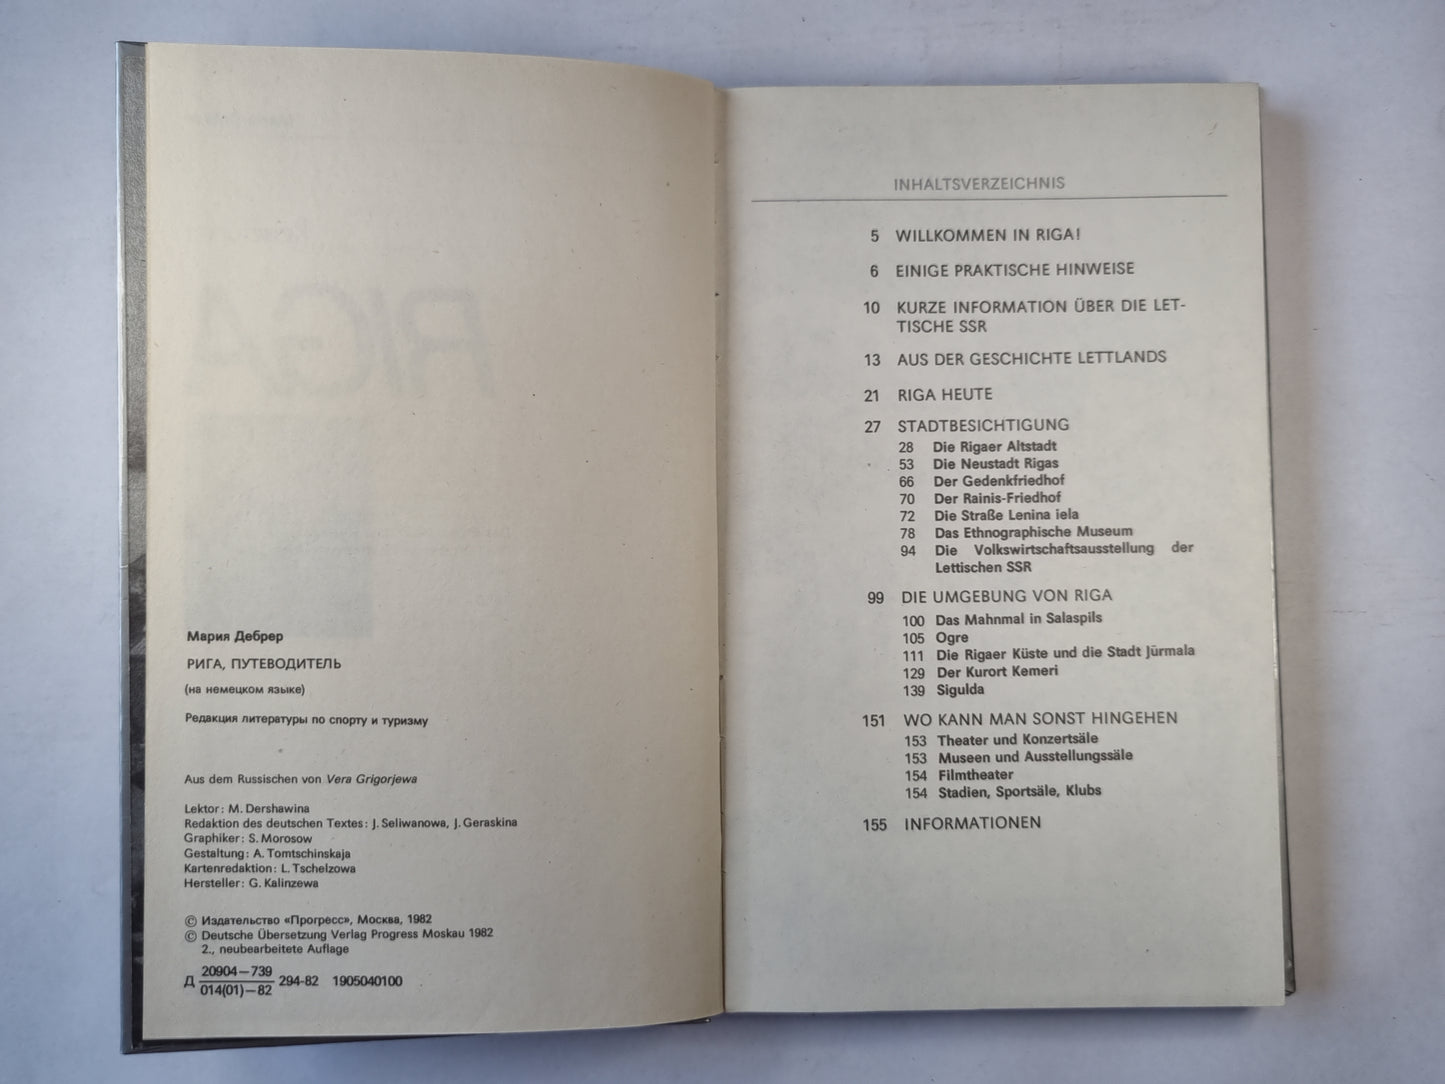 Мария Дебрер
РИГА, ПУТЕВОДИТЕЛЬ
(на немецком языке)
Редакция литературы по спорту и туризму
Aus dem Russischen von Vera Grigorjewa
Lektor: M. Dershawina
Redaktion des deutschen Textes: J. Seliwanowa, J. Geraskina
Graphiker: S. Morosow
Gestaltung: A. Tomtschinskaja
Kartenredaktion: L. Tschelzowa
Hersteller: G. Kalinzewa
© Издательство «Прогресс», Москва, 1982
© Deutsche Übersetzung Verlag Progress Moskau 1982
2., neubearbeitete Auflage
20904—739
Д 294-82 1905040100
014(01)—82
INHALTSVERZEICHNIS
5 WILLKOMMEN IN RIGA!
6 EINIGE PRAKTISCHE HINWEISE
10 KURZE INFORMATION ÜBER DIE LET-
TISCHE SSR
13 AUS DER GESCHICHTE LETTLANDS
21 RIGA HEUTE
27 STADTBESICHTIGUNG
28 Die Rigaer Altstadt
53 Die Neustadt Rigas
66 Der Gedenkfriedhof
70 Der Rainis-Friedhof
72 Die Straße Lenina iela
78 Das Ethnographische Museum
94 Die Volkswirtschaftsausstellung der
Lettischen SSR
99 DIE UMGEBUNG VON RIGA
100 Das Mahnmal in Salaspils
105 Ogre
111 Die Rigaer Küste und die Stadt Jūrmala
129 Der Kurort Kemeri
139 Sigulda
151 WO KANN MAN SONST HINGEHEN
153 Theater und Konzertsäle
153 Museen und Ausstellungssäle
154 Filmtheater
154 Stadien, Sportsäle, Klubs
155 INFORMATIONEN